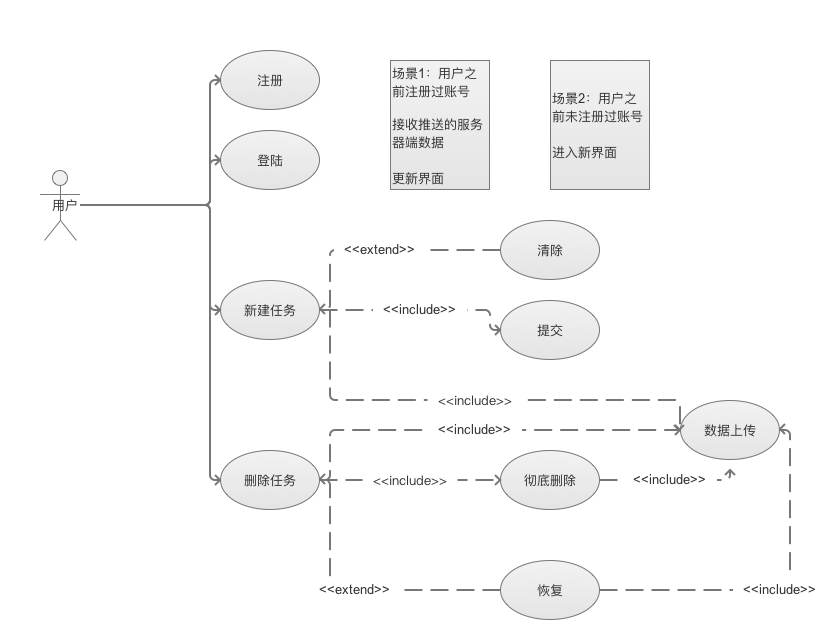 注册
场景1：用户之
前注册过账号
接收推送的服务
器端数据
更新界面
场景2：用户之
前未注册过账号
进入新界面
登陆
用户
<<extend>>
清除
新建任务
<<include>>
提交
<<include>>
<<include>>
数据上传
删除任务
<<include>>
彻底删除
<<include>>
<<extend>>
恢复
<<include>>